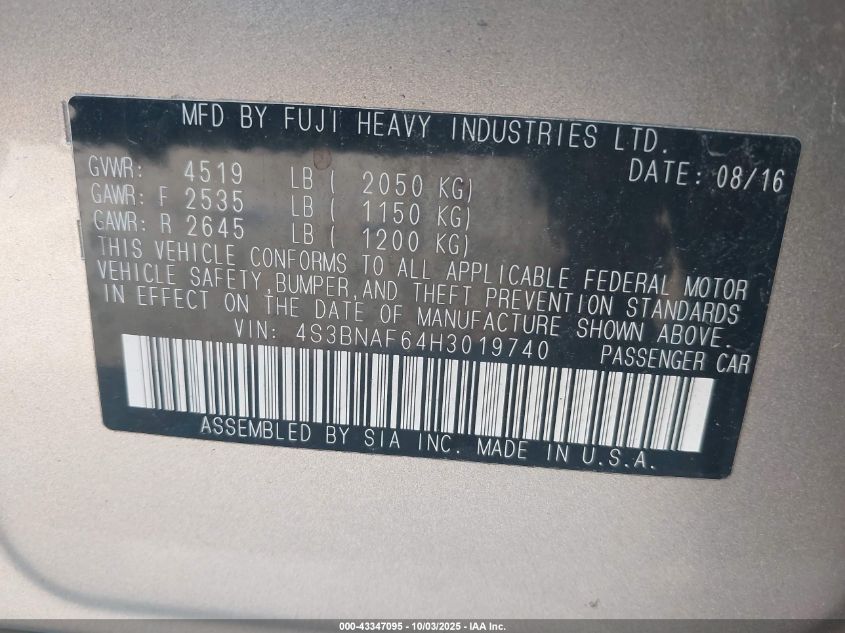 MFD BY FUJI HEAVY INDUSTRIES LTD.
GVWR: 4519 LB ( 2050 KG) DATE: 08/16
GAWR: F 2535 LB ( 1150 KG)
GAWR: R 2645 LB ( 1200 KG)
THIS VEHICLE CONFORMS TO ALL APPLICABLE FEDERAL MOTOR
VEHICLE SAFETY, BUMPER, AND THEFT PREVENTION STANDARDS
IN EFFECT ON THE DATE OF MANUFACTURE SHOWN ABOVE.
VIN: 4S3BNAF64H3019740 PASSENGER CAR
ASSEMBLED BY SIA INC. MADE IN U.S.A.
000-43347095 - 10/03/2025 - IAA Inc.